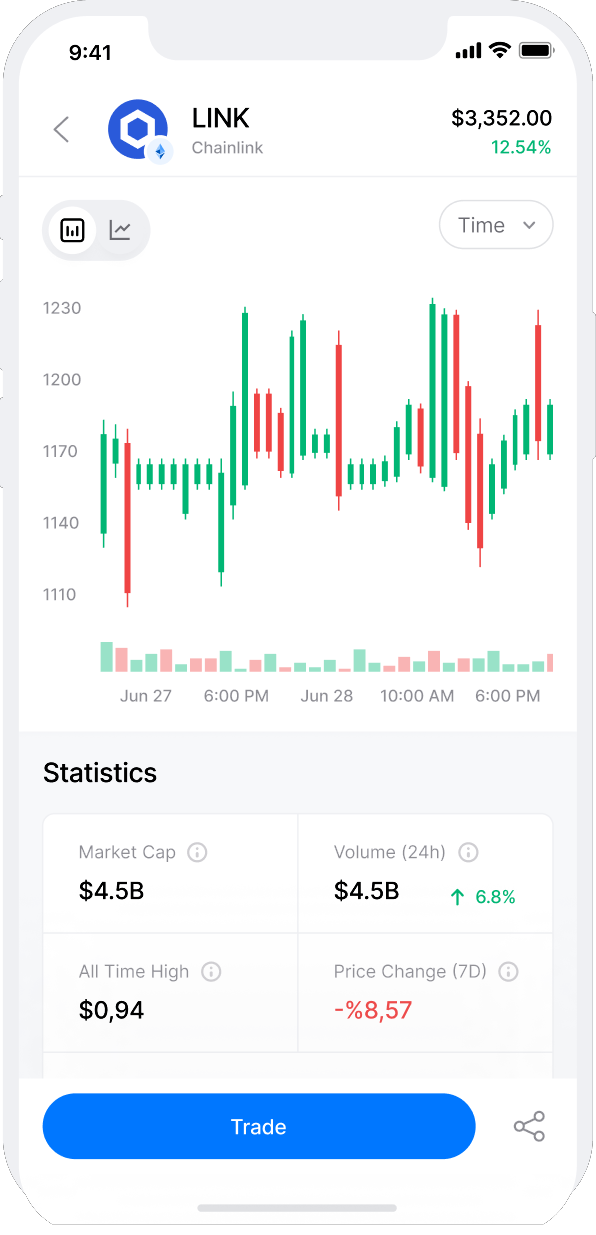 9:41
LINK
$3,352.00
Chainlink
12.54%
Time
1230
1200
1170
1140
1110
Jun 27 6:00 PM Jun 28 10:00 AM 6:00 PM
Statistics
Market Cap
Volume (24h)
$4.5B
$4.5B
6.8%
All Time High
Price Change (7D)
$0,94
-%8,57
Trade